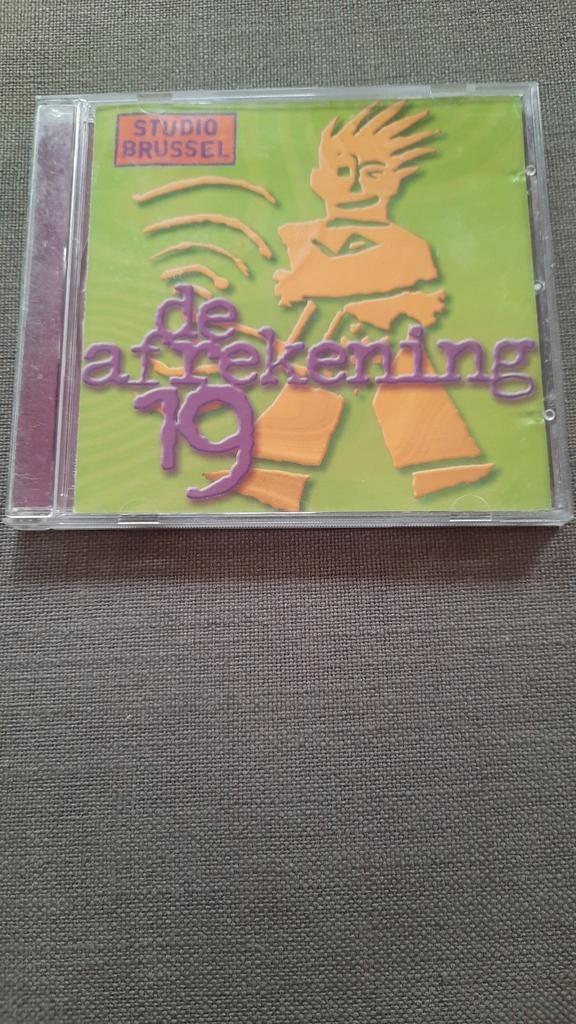 STUDIO
BRUSSEL
de
afrekening
19